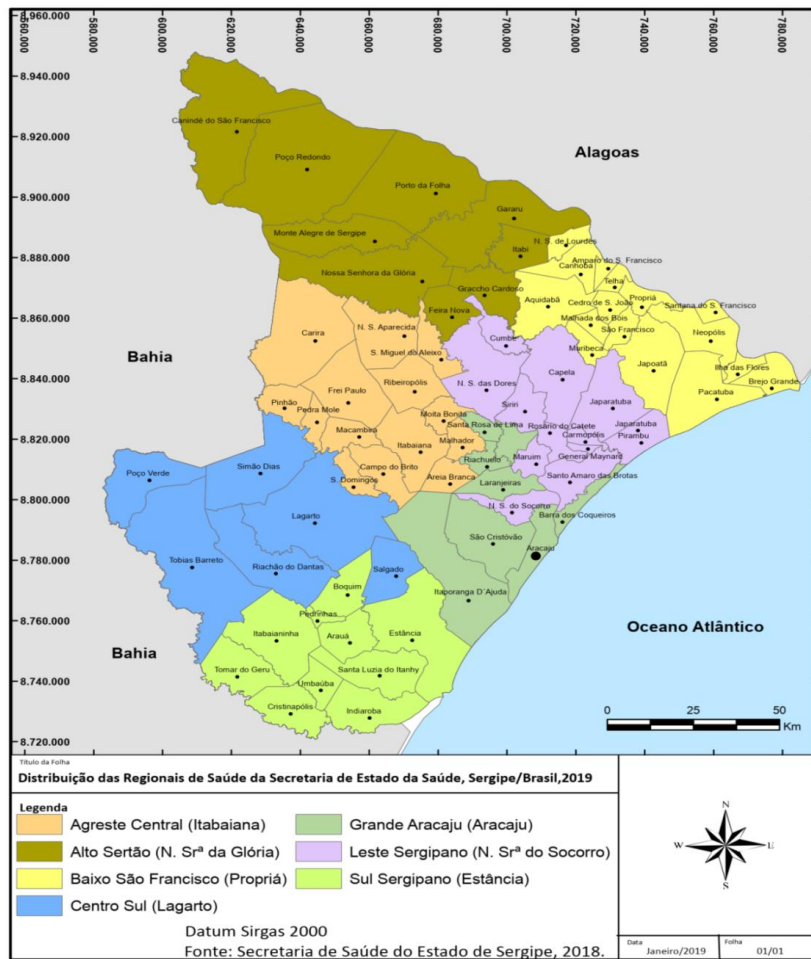 560.000
580.000
600.000
620.000
640.000
660.000
680.000
700.000
720.000
740.000
760.000
780.000
8.960.000
8.940.000
8.920.000
8.900.000
8.880.000
8.860.000
8.840.000
8.820.000
8.800.000
8.780.000
8.760.000
8.740.000
8.720.000
Alagoas
Bahia
Bahia
Oceano Atlântico
Canindé do São Francisco
Poço Redondo
Porto da Folha
Gararu
Monte Alegre de Sergipe
Itabi
N. S. de Lourdes
Amparo do S. Francisco
Canhoba
Telha
Nossa Senhora da Glória
Graccho Cardoso
Feira Nova
Aquidabã
Cedro de S. João
Propriá
Santana do S. Francisco
Malhada dos Bois
São Francisco
Neópolis
Muribeca
Japoatã
Ilha das Flores
Brejo Grande
Pacatuba
Carira
N. S. Aparecida
S. Miguel do Aleixo
Cumbe
N. S. das Dores
Capela
Frei Paulo
Ribeirópolis
Pinhão
Pedra Mole
Macambira
Moita Bonita
Santa Rosa de Lima
Siriri
Japaratuba
Rosário do Catete
Japaratuba
Carmópolis
Pirambu
General Maynard
Malhador
Itabaiana
Riachuelo
Maruim
Campo do Brito
S. Domingos
Areia Branca
Laranjeiras
Santo Amaro das Brotas
N. S. do Socorro
Barra dos Coqueiros
São Cristóvão
Aracaju
Itaporanga D´Ajuda
Poço Verde
Simão Dias
Lagarto
Tobias Barreto
Riachão do Dantas
Salgado
Boquim
Pedrinhas
Itabaianinha
Arauá
Estância
Tomar do Geru
Santa Luzia do Itanhy
Umbaúba
Cristinapólis
Indiaroba
0
25
50
Km
Título da Folha
Distribuição das Regionais de Saúde da Secretaria de Estado da Saúde, Sergipe/Brasil,2019
Legenda
Agreste Central (Itabaiana)
Alto Sertão (N. Srª da Glória)
Baixo São Francisco (Propriá)
Centro Sul (Lagarto)
Grande Aracaju (Aracaju)
Leste Sergipano (N. Srª do Socorro)
Sul Sergipano (Estância)
Datum Sirgas 2000
Fonte: Secretaria de Saúde do Estado de Sergipe, 2018.
N
W
E
S
Data
Janeiro/2019
Folha
01/01